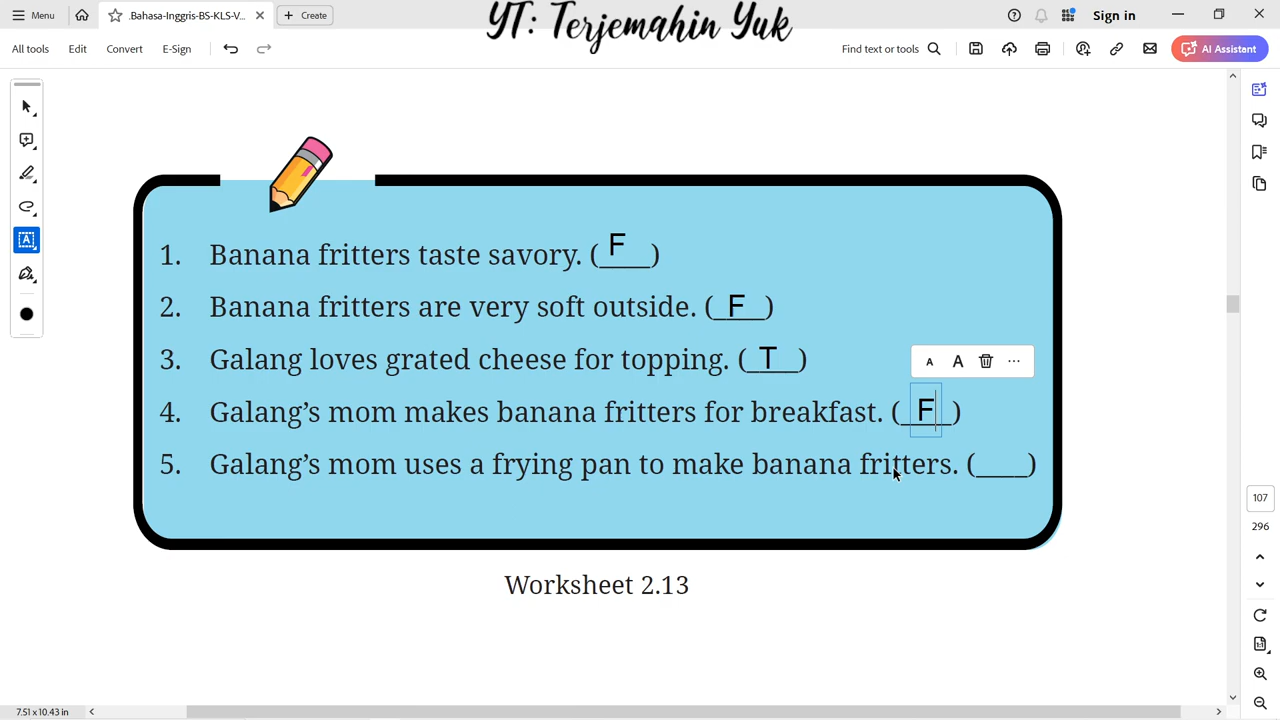 Menu
.Bahasa-Inggris-BS-KLS-V...
Create
YT: Terjemahin Yuk
Sign in
All tools
Edit
Convert
E-Sign
Find text or tools
AI Assistant
1. Banana fritters taste savory. (F)
2. Banana fritters are very soft outside. (F)
3. Galang loves grated cheese for topping. (T)
A A ...
4. Galang's mom makes banana fritters for breakfast. (F)
5. Galang's mom uses a frying pan to make banana fritters. (____)
Worksheet 2.13
107
296
7.51 x 10.43 in